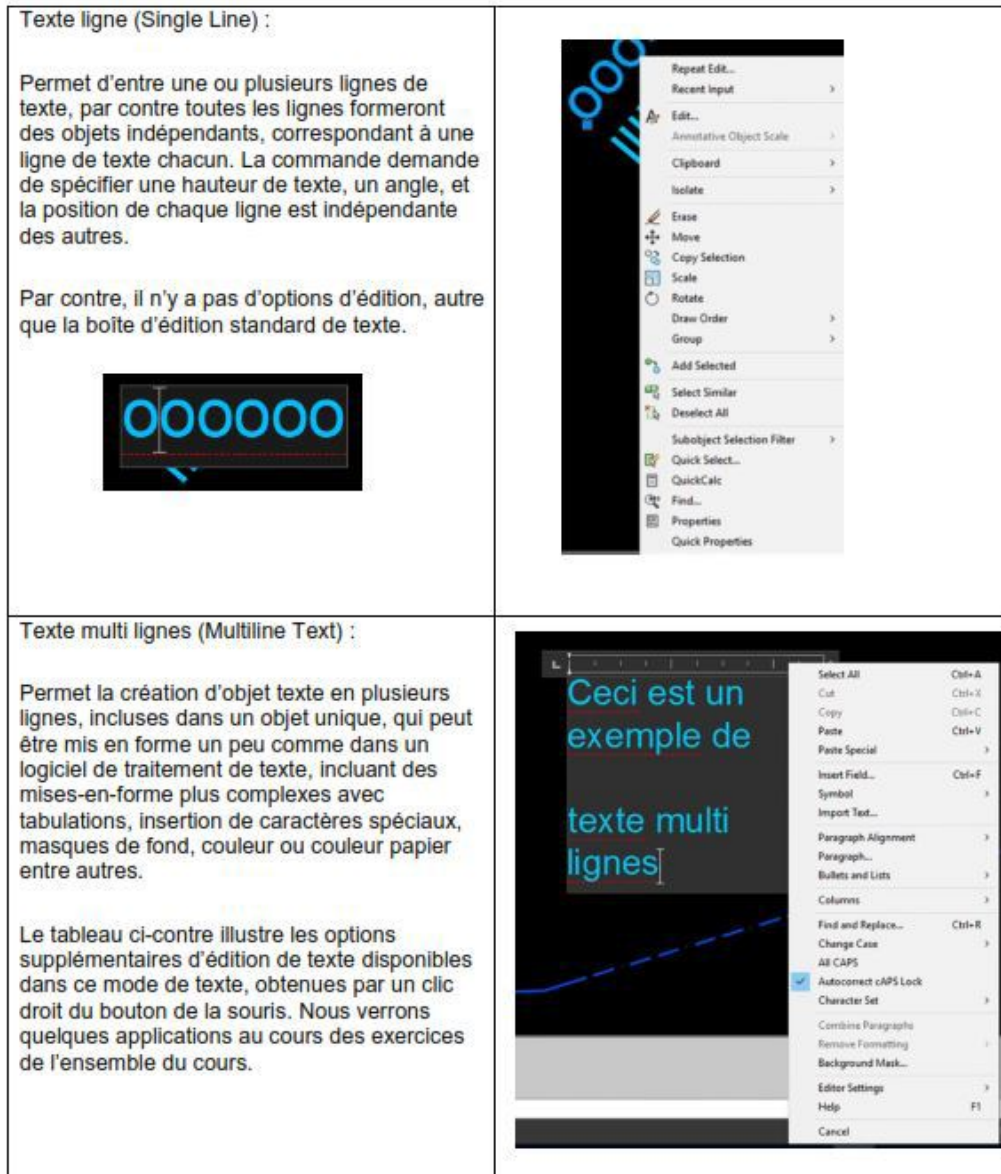 Texte ligne (Single Line) :
Permet d'entre une ou plusieurs lignes de
texte, par contre toutes les lignes formeront
des objets indépendants, correspondant à une
ligne de texte chacun. La commande demande
de spécifier une hauteur de texte, un angle, et
la position de chaque ligne est indépendante
des autres.
Par contre, il n'y a pas d'options d'édition, autre
que la boîte d'édition standard de texte.
OOOOOO
OOO
Repeat Edit...
Recent Input
Edit...
Annotative Object Scale
Clipboard
Isolate
Erase
Move
Copy Selection
Scale
Rotate
Draw Order
Group
Add Selected
Select Similar
Deselect All
Subobject Selection Filter
Quick Select...
QuickCalc
Find...
Properties
Quick Properties
Texte multi lignes (Multiline Text) :
Permet la création d'objet texte en plusieurs
lignes, incluses dans un objet unique, qui peut
être mis en forme un peu comme dans un
logiciel de traitement de texte, incluant des
mises-en-forme plus complexes avec
tabulations, insertion de caractères spéciaux,
masques de fond, couleur ou couleur papier
entre autres.
Le tableau ci-contre illustre les options
supplémentaires d'édition de texte disponibles
dans ce mode de texte, obtenues par un clic
droit du bouton de la souris. Nous verrons
quelques applications au cours des exercices
de l'ensemble du cours.
Ceci est un
exemple de
texte multi
lignes
Select All Ctrl+A
Cut Ctrl+X
Copy Ctrl+C
Paste Ctrl+V
Paste Special
Insert Field... Ctrl+F
Symbol
Import Text...
Paragraph Alignment
Paragraph...
Bullets and Lists
Columns
Find and Replace... Ctrl+R
Change Case
All CAPS
Autocorrect cAPS Lock
Character Set
Combine Paragraphs
Remove Formatting
Background Mask...
Editor Settings
Help F1
Cancel